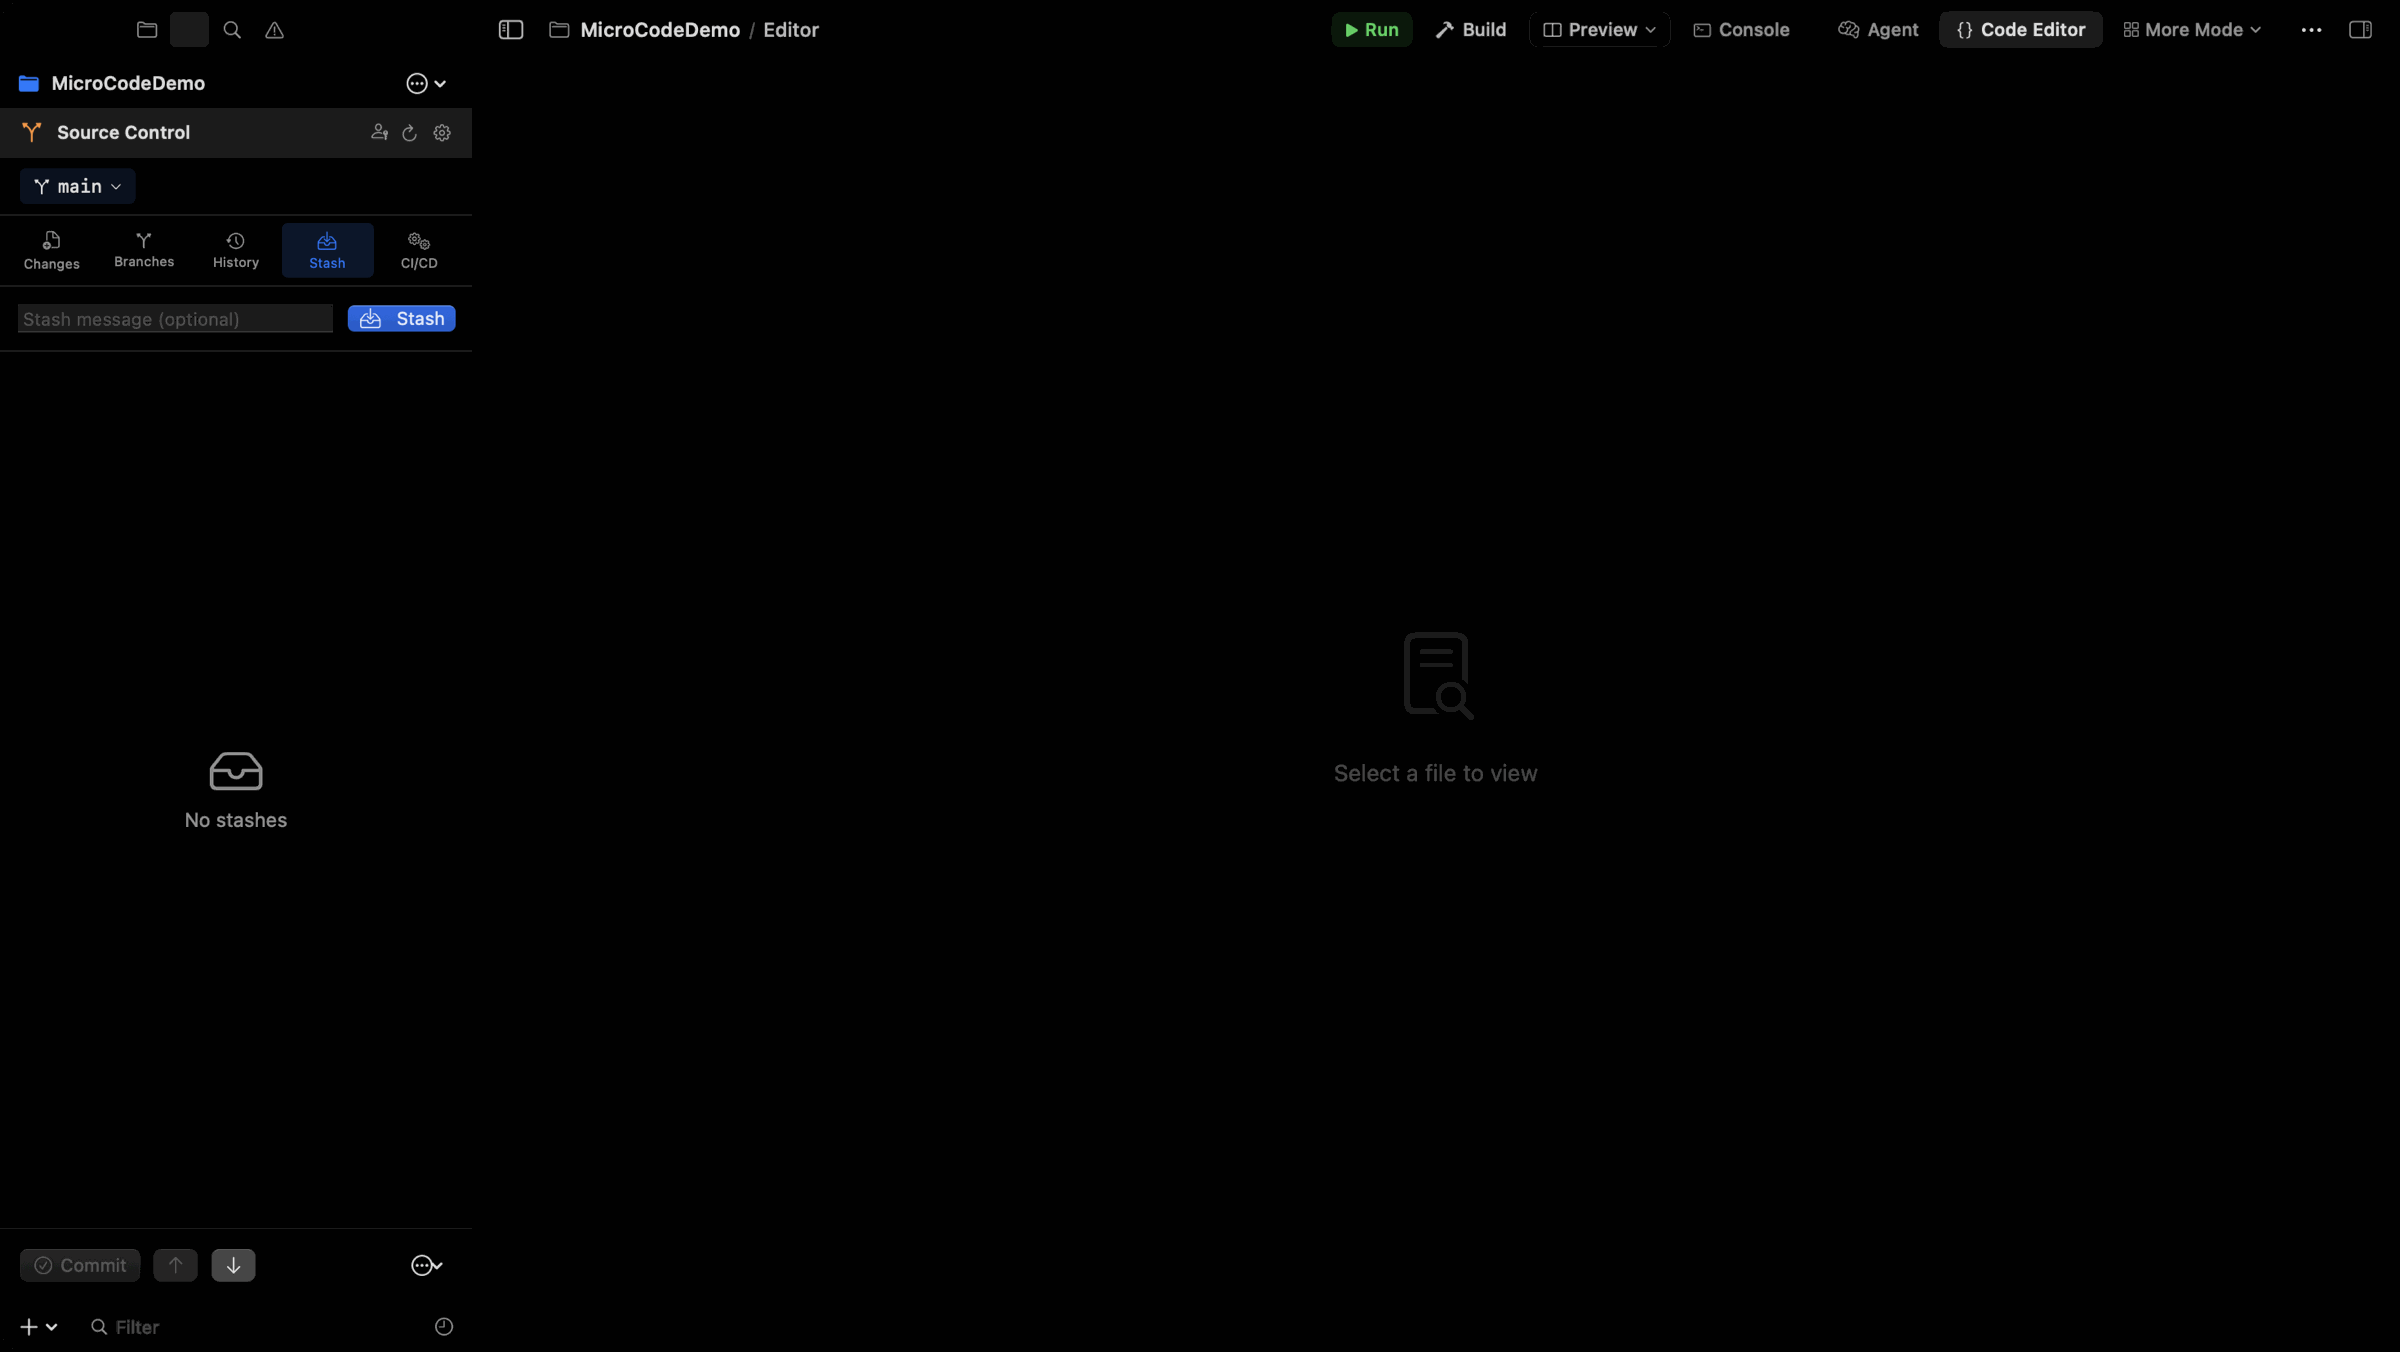 MicroCodeDemo / Editor
Run
Build
Preview
Console
Agent
{} Code Editor
More Mode
MicroCodeDemo
Source Control
main
Changes
Branches
History
Stash
CI/CD
Stash message (optional)
Stash
No stashes
Select a file to view
Commit
Filter